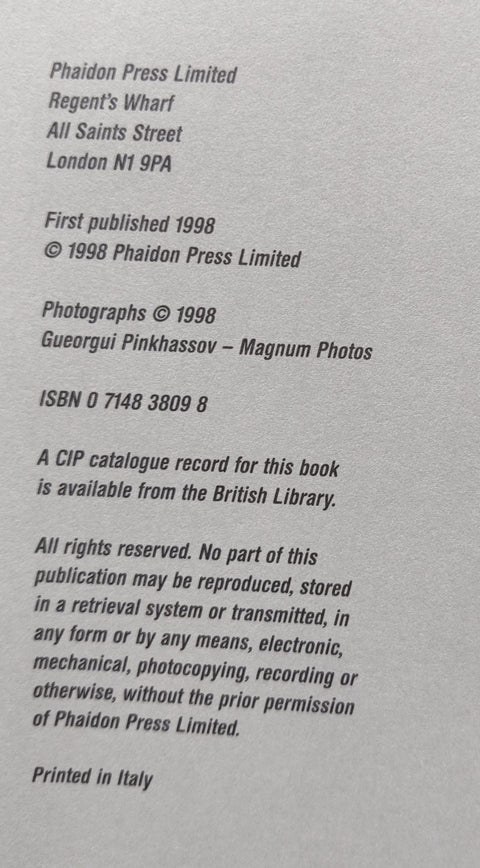 Phaidon Press Limited
Regent's Wharf
All Saints Street
London N1 9PA
First published 1998
© 1998 Phaidon Press Limited
Photographs © 1998
Gueorgui Pinkhassov – Magnum Photos
ISBN 0 7148 3809 8
A CIP catalogue record for this book
is available from the British Library.
All rights reserved. No part of this
publication may be reproduced, stored
in a retrieval system or transmitted, in
any form or by any means, electronic,
mechanical, photocopying, recording or
otherwise, without the prior permission
of Phaidon Press Limited.
Printed in Italy